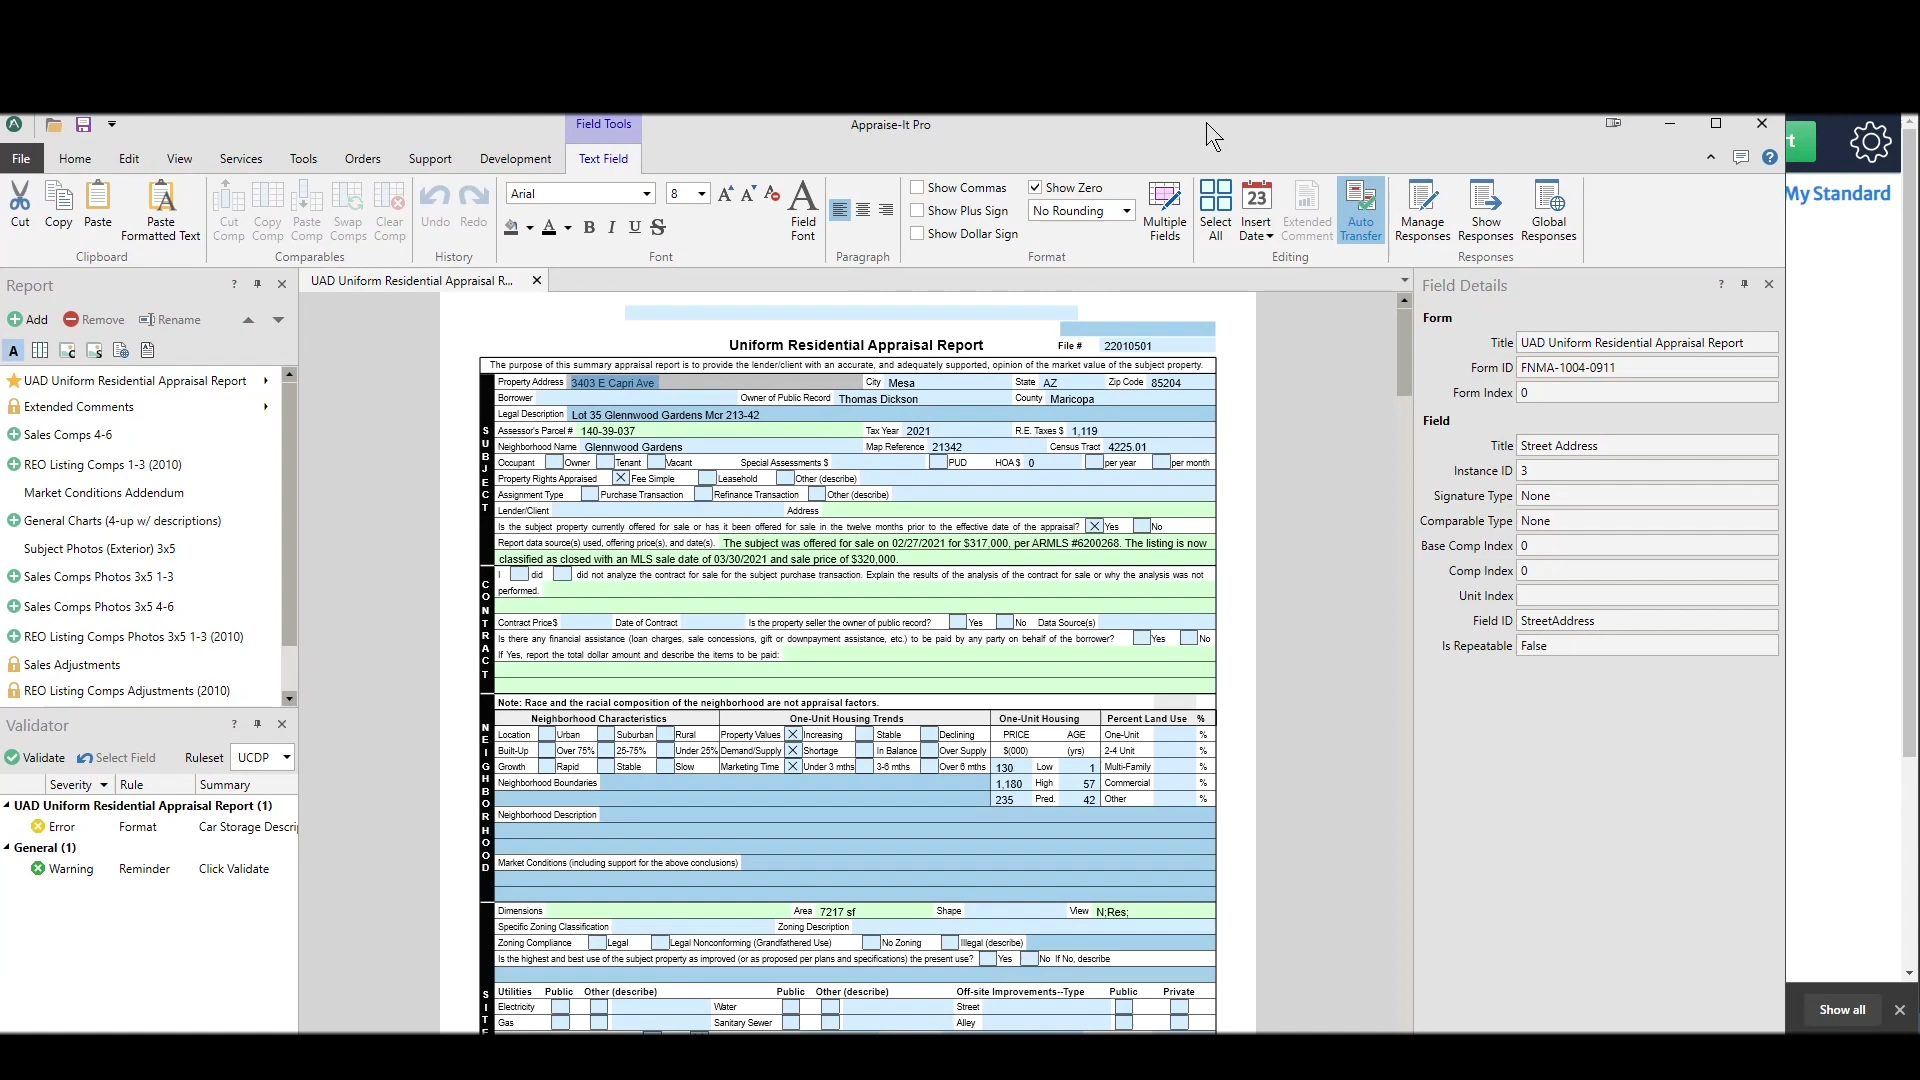 Field Tools
Appraise-It Pro
File Home Edit View Services Tools Orders Support Development Text Field
Cut Copy Paste Paste Formatted Text
Cut Comp Copy Comp Paste Comp Swap Comps Clear Comp
Undo Redo
Arial 8
B I U S
Field Font
Show Commas Show Zero
Show Plus Sign No Rounding
Show Dollar Sign
Multiple Fields
Select All 23 Insert Date Extended Comment Auto Transfer
Manage Responses Show Responses Global Responses
Clipboard Comparables History Font Paragraph Format Editing Responses
My Standard
Report
Add Remove Rename
UAD Uniform Residential Appraisal Report
Extended Comments
Sales Comps 4-6
REO Listing Comps 1-3 (2010)
Market Conditions Addendum
General Charts (4-up w/ descriptions)
Subject Photos (Exterior) 3x5
Sales Comps Photos 3x5 1-3
Sales Comps Photos 3x5 4-6
REO Listing Comps Photos 3x5 1-3 (2010)
Sales Adjustments
REO Listing Comps Adjustments (2010)
Validator
Validate Select Field Ruleset UCDP
Severity Rule Summary
UAD Uniform Residential Appraisal Report (1)
Error Format Car Storage Descri
General (1)
Warning Reminder Click Validate
UAD Uniform Residential Appraisal R...
Uniform Residential Appraisal Report File # 22010501
The purpose of this summary appraisal report is to provide the lender/client with an accurate, and adequately supported, opinion of the market value of the subject property.
SUBJECT
Property Address 3403 E Capri Ave City Mesa State AZ Zip Code 85204
Borrower Owner of Public Record Thomas Dickson County Maricopa
Legal Description Lot 35 Glennwood Gardens Mcr 213-42
Assessor's Parcel # 140-39-037 Tax Year 2021 R.E. Taxes $ 1,119
Neighborhood Name Glennwood Gardens Map Reference 21342 Census Tract 4225.01
Occupant Owner Tenant Vacant Special Assessments $ PUD HOA $ 0 per year per month
Property Rights Appraised X Fee Simple Leasehold Other (describe)
Assignment Type Purchase Transaction Refinance Transaction Other (describe)
Lender/Client Address
Is the subject property currently offered for sale or has it been offered for sale in the twelve months prior to the effective date of the appraisal? X Yes No
Report data source(s) used, offering price(s), and date(s). The subject was offered for sale on 02/27/2021 for $317,000, per ARMLS #6200268. The listing is now
classified as closed with an MLS sale date of 03/30/2021 and sale price of $320,000.
CONTRACT
I did did not analyze the contract for sale for the subject purchase transaction. Explain the results of the analysis of the contract for sale or why the analysis was not
performed.
Contract Price $ Date of Contract Is the property seller the owner of public record? Yes No Data Source(s)
Is there any financial assistance (loan charges, sale concessions, gift or downpayment assistance, etc.) to be paid by any party on behalf of the borrower? Yes No
If Yes, report the total dollar amount and describe the items to be paid:
NEIGHBORHOOD
Note: Race and the racial composition of the neighborhood are not appraisal factors.
Neighborhood Characteristics One-Unit Housing Trends One-Unit Housing Percent Land Use %
Location Urban Suburban Rural Property Values X Increasing Stable Declining PRICE AGE One-Unit %
Built-Up Over 75% 25-75% Under 25% Demand/Supply X Shortage In Balance Over Supply $(000) (yrs) 2-4 Unit %
Growth Rapid Stable Slow Marketing Time X Under 3 mths 3-6 mths Over 6 mths 130 Low 1 Multi-Family %
Neighborhood Boundaries 1,180 High 57 Commercial %
235 Pred. 42 Other %
Neighborhood Description
Market Conditions (including support for the above conclusions)
SITE
Dimensions Area 7217 sf Shape View N;Res;
Specific Zoning Classification Zoning Description
Zoning Compliance Legal Legal Nonconforming (Grandfathered Use) No Zoning Illegal (describe)
Is the highest and best use of the subject property as improved (or as proposed per plans and specifications) the present use? Yes No If No, describe
Utilities Public Other (describe) Public Other (describe) Off-site Improvements--Type Public Private
Electricity Water Street
Gas Sanitary Sewer Alley
Field Details
Form
Title UAD Uniform Residential Appraisal Report
Form ID FNMA-1004-0911
Form Index 0
Field
Title Street Address
Instance ID 3
Signature Type None
Comparable Type None
Base Comp Index 0
Comp Index 0
Unit Index
Field ID StreetAddress
Is Repeatable False
Show all